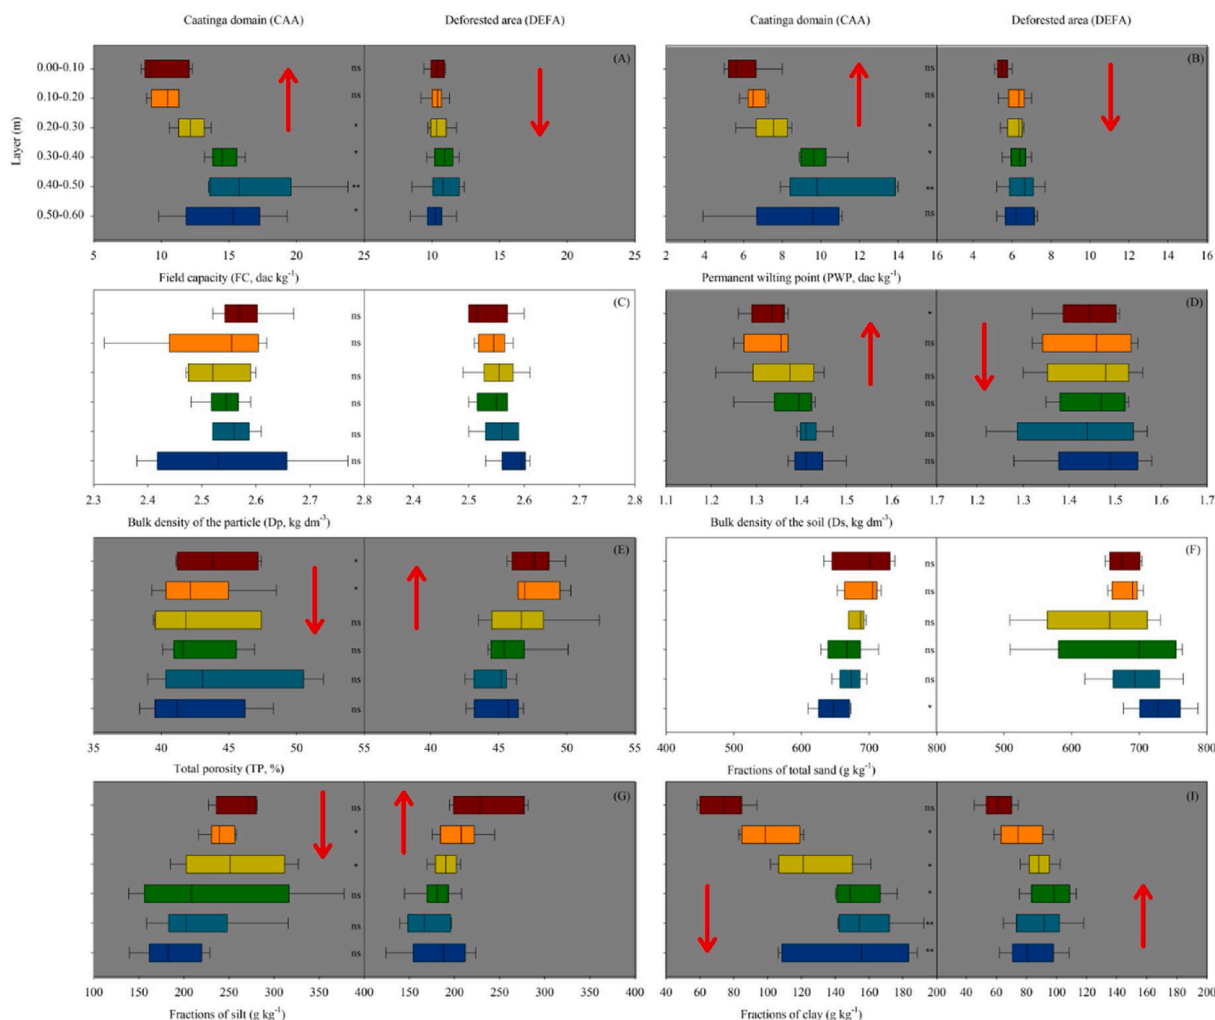 Caatinga domain (CAA) Deforested area (DEFA) Caatinga domain (CAA) Deforested area (DEFA)
Layer (m)
0.00-0.10 ns (A) ns (B)
0.10-0.20 ns ns
0.20-0.30 * *
0.30-0.40 * *
0.40-0.50 ** **
0.50-0.60 * ns
5 10 15 20 25 5 10 15 20 25 2 4 6 8 10 12 14 16 2 4 6 8 10 12 14 16
Field capacity (FC, dac kg-1) Permanent wilting point (PWP, dac kg-1)
ns (C) * (D)
ns ns
ns ns
ns ns
ns ns
ns ns
2.3 2.4 2.5 2.6 2.7 2.8 2.4 2.5 2.6 2.7 2.8 1.1 1.2 1.3 1.4 1.5 1.6 1.7 1.2 1.3 1.4 1.5 1.6 1.7
Bulk density of the particle (Dp, kg dm-3) Bulk density of the soil (Ds, kg dm-3)
* (E) ns (F)
* ns
ns ns
ns ns
ns ns
ns *
35 40 45 50 55 40 45 50 55 400 500 600 700 800 500 600 700 800
Total porosity (TP, %) Fractions of total sand (g kg-1)
ns (G) ns (I)
* *
* *
ns *
ns **
ns **
100 150 200 250 300 350 400 150 200 250 300 350 400 40 60 80 100 120 140 160 180 200 40 60 80 100 120 140 160 180 200
Fractions of silt (g kg-1) Fractions of clay (g kg-1)